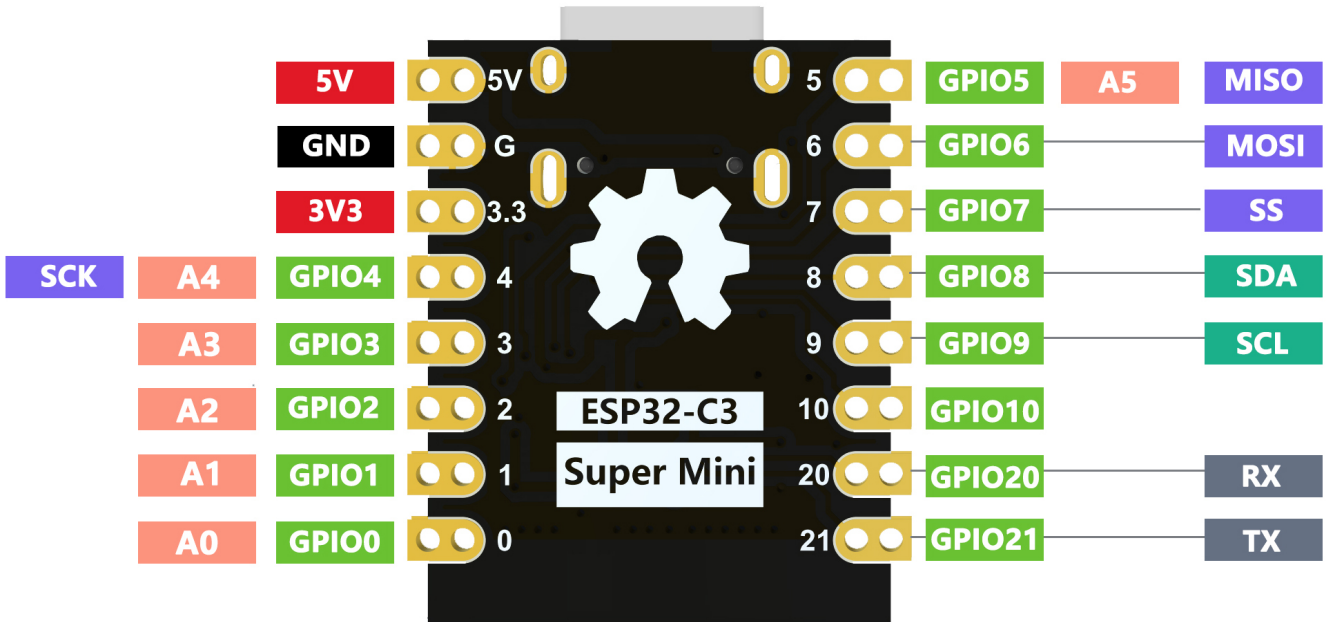 5V 5V 5 GPIO5 A5 MISO
GND G 6 GPIO6 MOSI
3V3 3.3 7 GPIO7 SS
SCK A4 GPIO4 4 8 GPIO8 SDA
A3 GPIO3 3 9 GPIO9 SCL
A2 GPIO2 2 ESP32-C3 10 GPIO10
A1 GPIO1 1 Super Mini 20 GPIO20 RX
A0 GPIO0 0 21 GPIO21 TX